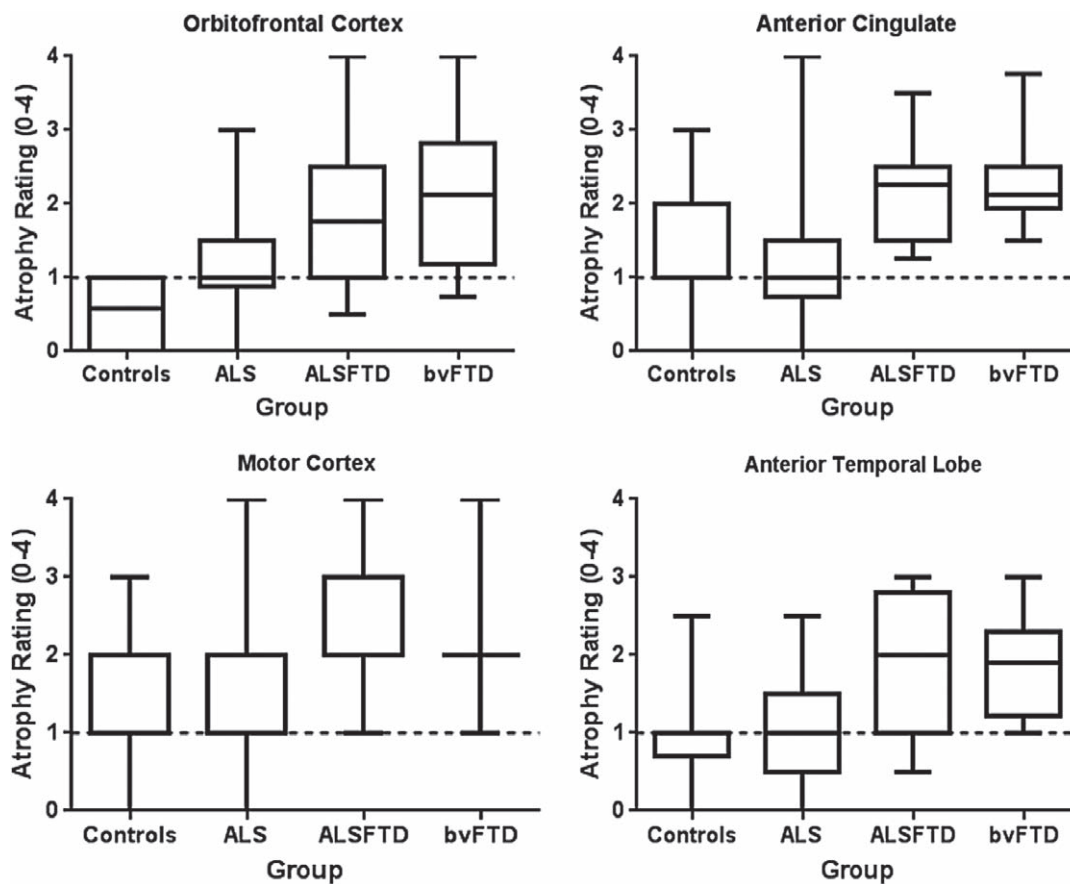 Orbitofrontal Cortex
Atrophy Rating (0-4)
4
3
2
1
0
Controls ALS ALSFTD bvFTD
Group
Anterior Cingulate
Atrophy Rating (0-4)
4
3
2
1
0
Controls ALS ALSFTD bvFTD
Group
Motor Cortex
Atrophy Rating (0-4)
4
3
2
1
0
Controls ALS ALSFTD bvFTD
Group
Anterior Temporal Lobe
Atrophy Rating (0-4)
4
3
2
1
0
Controls ALS ALSFTD bvFTD
Group